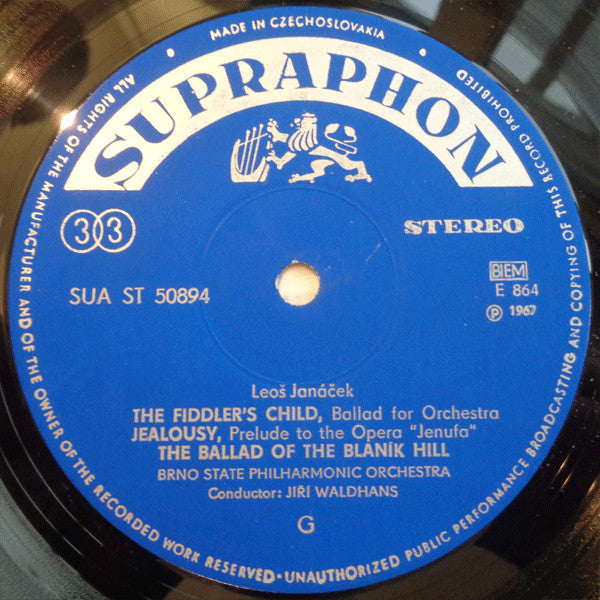 MADE IN CZECHOSLOVAKIA
ALL RIGHTS OF THE MANUFACTURER AND OF THE OWNER OF THE RECORDED WORK RESERVED • UNAUTHORIZED PUBLIC PERFORMANCE BROADCASTING AND COPYING OF THIS RECORD PROHIBITED
SUPRAPHON
33
STEREO
SUA ST 50894
BIEM
E 864
℗ 1967
Leoš Janáček
THE FIDDLER'S CHILD, Ballad for Orchestra
JEALOUSY, Prelude to the Opera "Jenufa"
THE BALLAD OF THE BLANÍK HILL
BRNO STATE PHILHARMONIC ORCHESTRA
Conductor: JIŘÍ WALDHANS
G